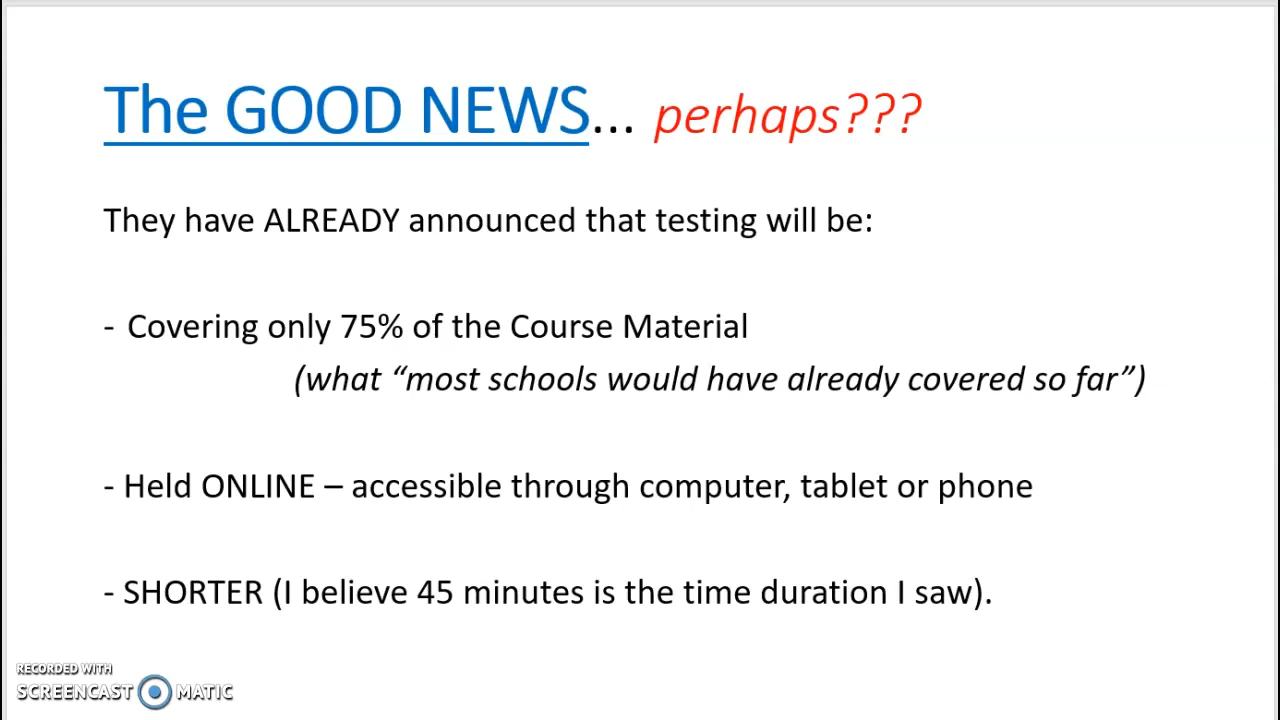 The GOOD NEWS... perhaps???
They have ALREADY announced that testing will be:
- Covering only 75% of the Course Material
(what “most schools would have already covered so far”)
- Held ONLINE – accessible through computer, tablet or phone
- SHORTER (I believe 45 minutes is the time duration I saw).
RECORDED WITH
SCREENCAST MATIC